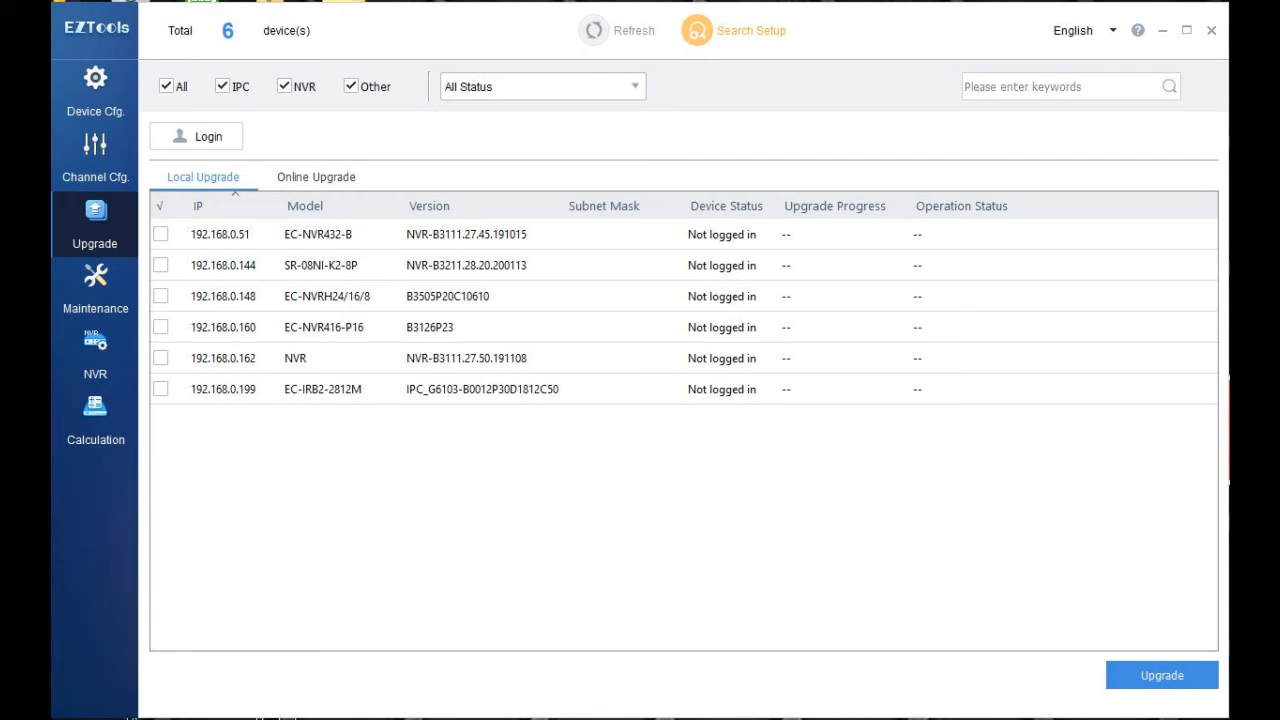 EZTools
Total 6 device(s) Refresh Search Setup English
All IPC NVR Other All Status Please enter keywords
Device Cfg.
Login
Channel Cfg.
Local Upgrade Online Upgrade
√ IP Model Version Subnet Mask Device Status Upgrade Progress Operation Status
192.168.0.51 EC-NVR432-B NVR-B3111.27.45.191015 Not logged in -- --
Upgrade
192.168.0.144 SR-08NI-K2-8P NVR-B3211.28.20.200113 Not logged in -- --
192.168.0.148 EC-NVRH24/16/8 B3505P20C10610 Not logged in -- --
Maintenance
192.168.0.160 EC-NVR416-P16 B3126P23 Not logged in -- --
NVR
192.168.0.162 NVR NVR-B3111.27.50.191108 Not logged in -- --
NVR
192.168.0.199 EC-IRB2-2812M IPC_G6103-B0012P30D1812C50 Not logged in -- --
Calculation
Upgrade